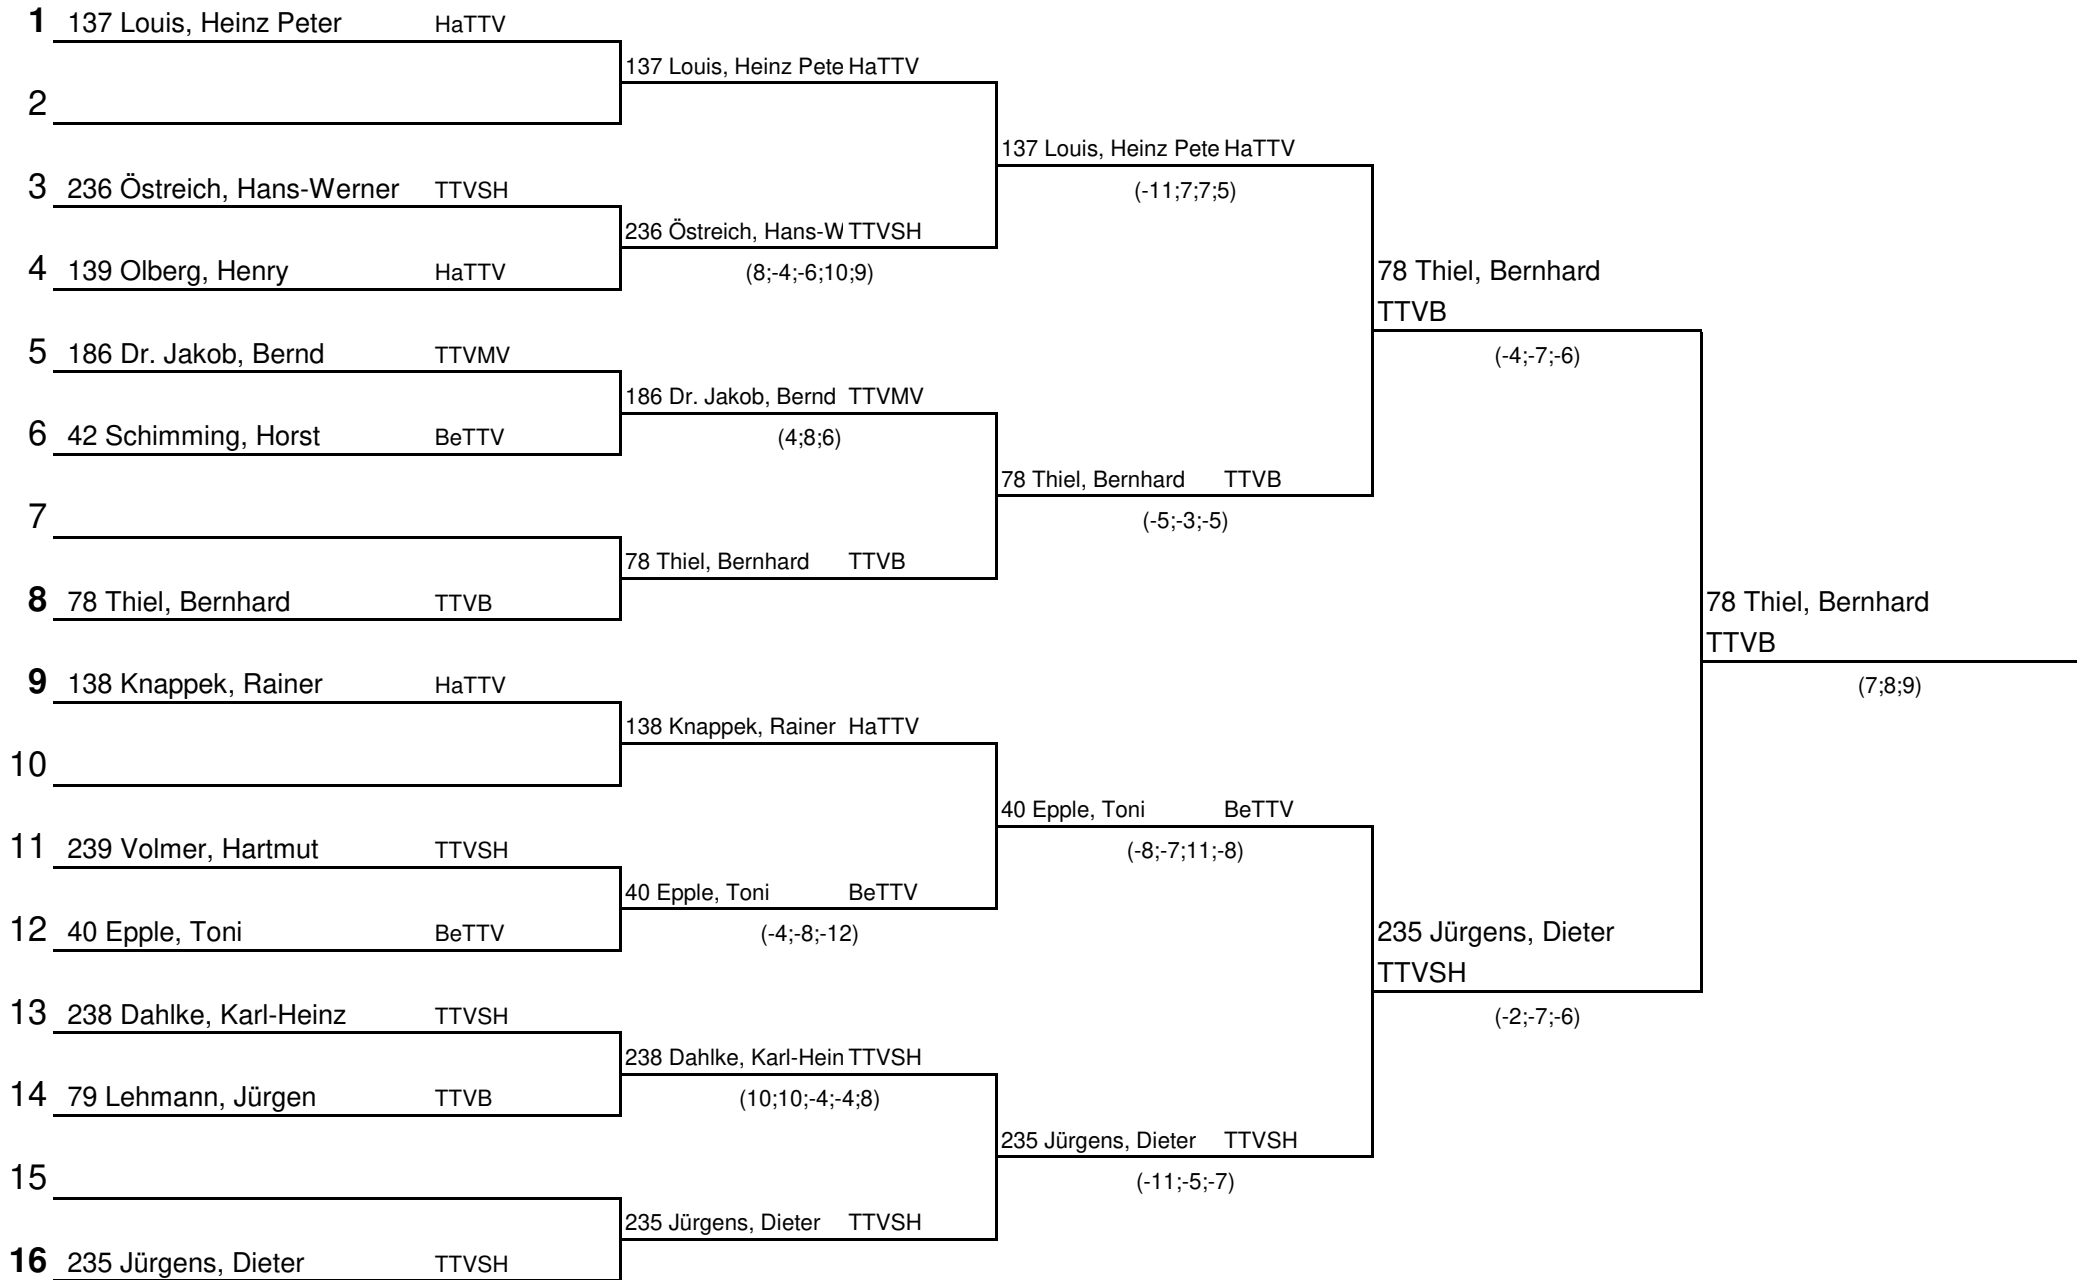 1 137 Louis, Heinz Peter HaTTV
137 Louis, Heinz Pete HaTTV
2
137 Louis, Heinz Pete HaTTV
3 236 Östreich, Hans-Werner TTVSH
(-11;7;7;5)
236 Östreich, Hans-W TTVSH
4 139 Olberg, Henry HaTTV
(8;-4;-6;10;9)
78 Thiel, Bernhard
TTVB
5 186 Dr. Jakob, Bernd TTVMV
(-4;-7;-6)
186 Dr. Jakob, Bernd TTVMV
6 42 Schimming, Horst BeTTV
(4;8;6)
78 Thiel, Bernhard TTVB
7
(-5;-3;-5)
78 Thiel, Bernhard TTVB
8 78 Thiel, Bernhard TTVB
78 Thiel, Bernhard
TTVB
9 138 Knappek, Rainer HaTTV
(7;8;9)
138 Knappek, Rainer HaTTV
10
40 Epple, Toni BeTTV
11 239 Volmer, Hartmut TTVSH
(-8;-7;11;-8)
40 Epple, Toni BeTTV
12 40 Epple, Toni BeTTV
(-4;-8;-12)
235 Jürgens, Dieter
TTVSH
13 238 Dahlke, Karl-Heinz TTVSH
(-2;-7;-6)
238 Dahlke, Karl-Hein TTVSH
14 79 Lehmann, Jürgen TTVB
(10;10;-4;-4;8)
235 Jürgens, Dieter TTVSH
15
(-11;-5;-7)
235 Jürgens, Dieter TTVSH
16 235 Jürgens, Dieter TTVSH